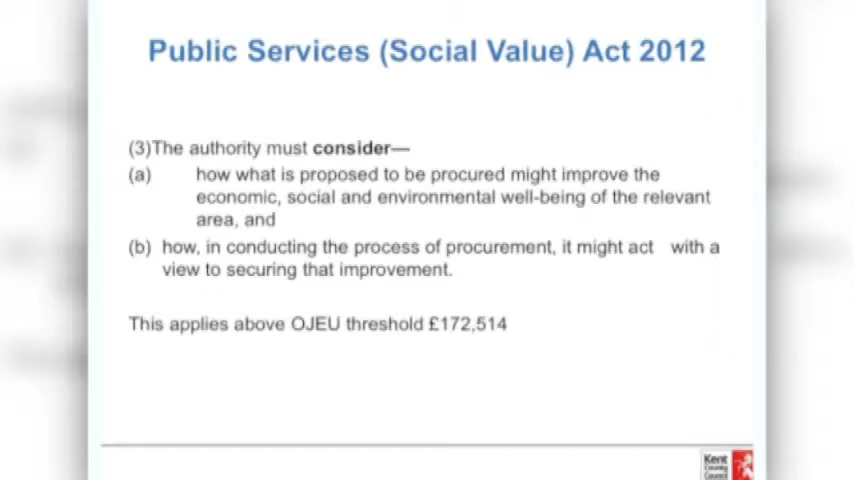 Public Services (Social Value) Act 2012
(3)The authority must consider—
(a) how what is proposed to be procured might improve the
economic, social and environmental well-being of the relevant
area, and
(b) how, in conducting the process of procurement, it might act with a
view to securing that improvement.
This applies above OJEU threshold £172,514
Kent
County
Council